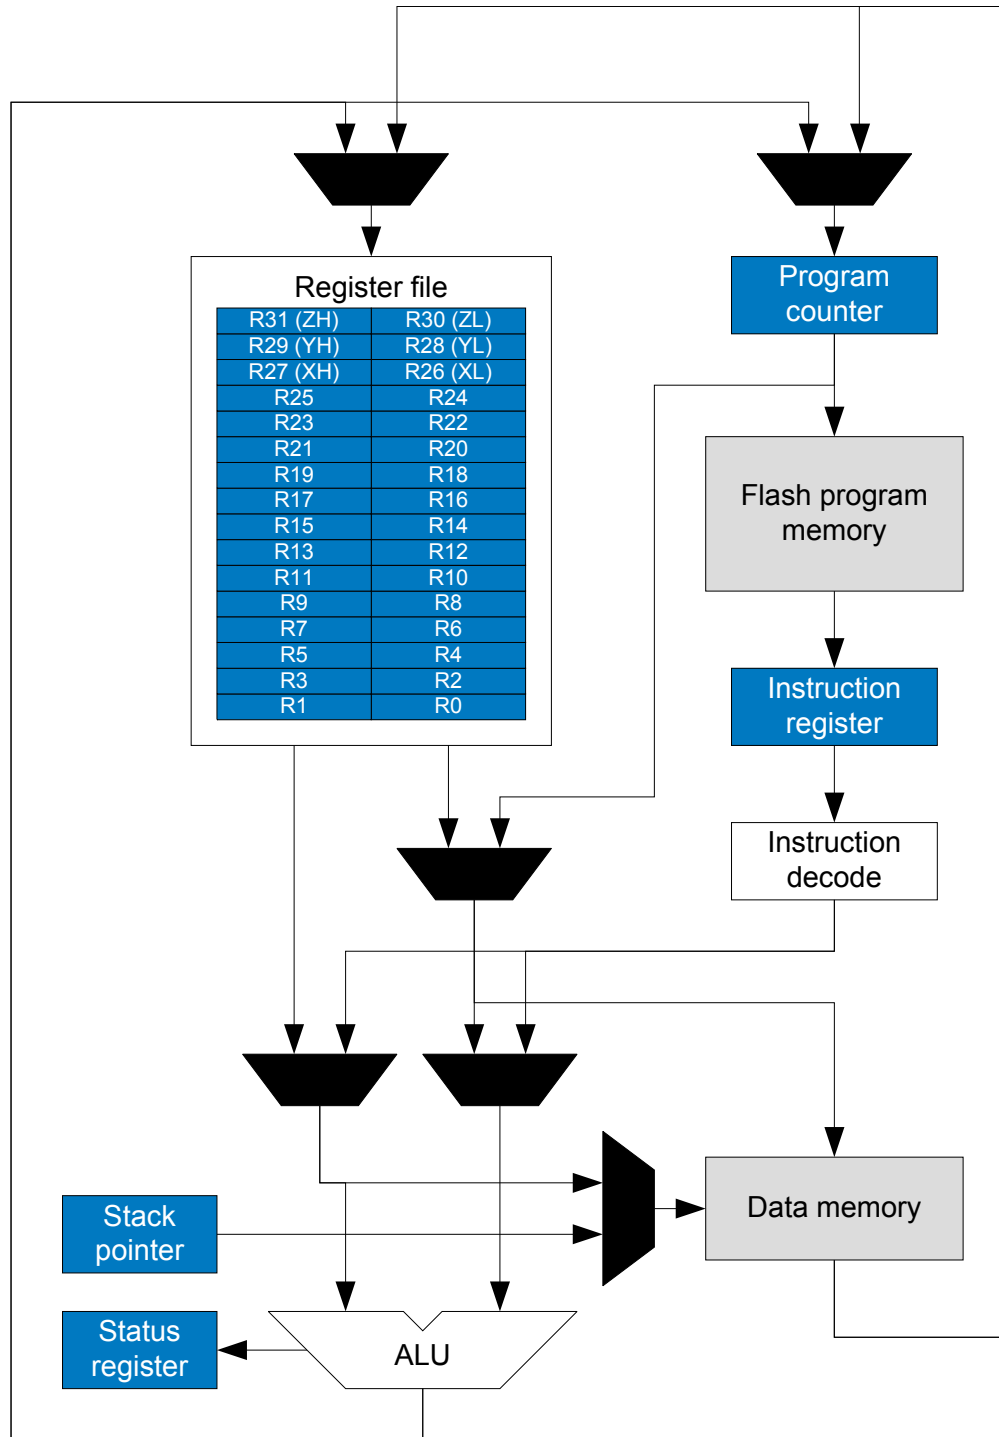 Register file
R31 (ZH) R30 (ZL)
R29 (YH) R28 (YL)
R27 (XH) R26 (XL)
R25 R24
R23 R22
R21 R20
R19 R18
R17 R16
R15 R14
R13 R12
R11 R10
R9 R8
R7 R6
R5 R4
R3 R2
R1 R0
Program
counter
Flash program
memory
Instruction
register
Instruction
decode
Data memory
Stack
pointer
Status
register
ALU